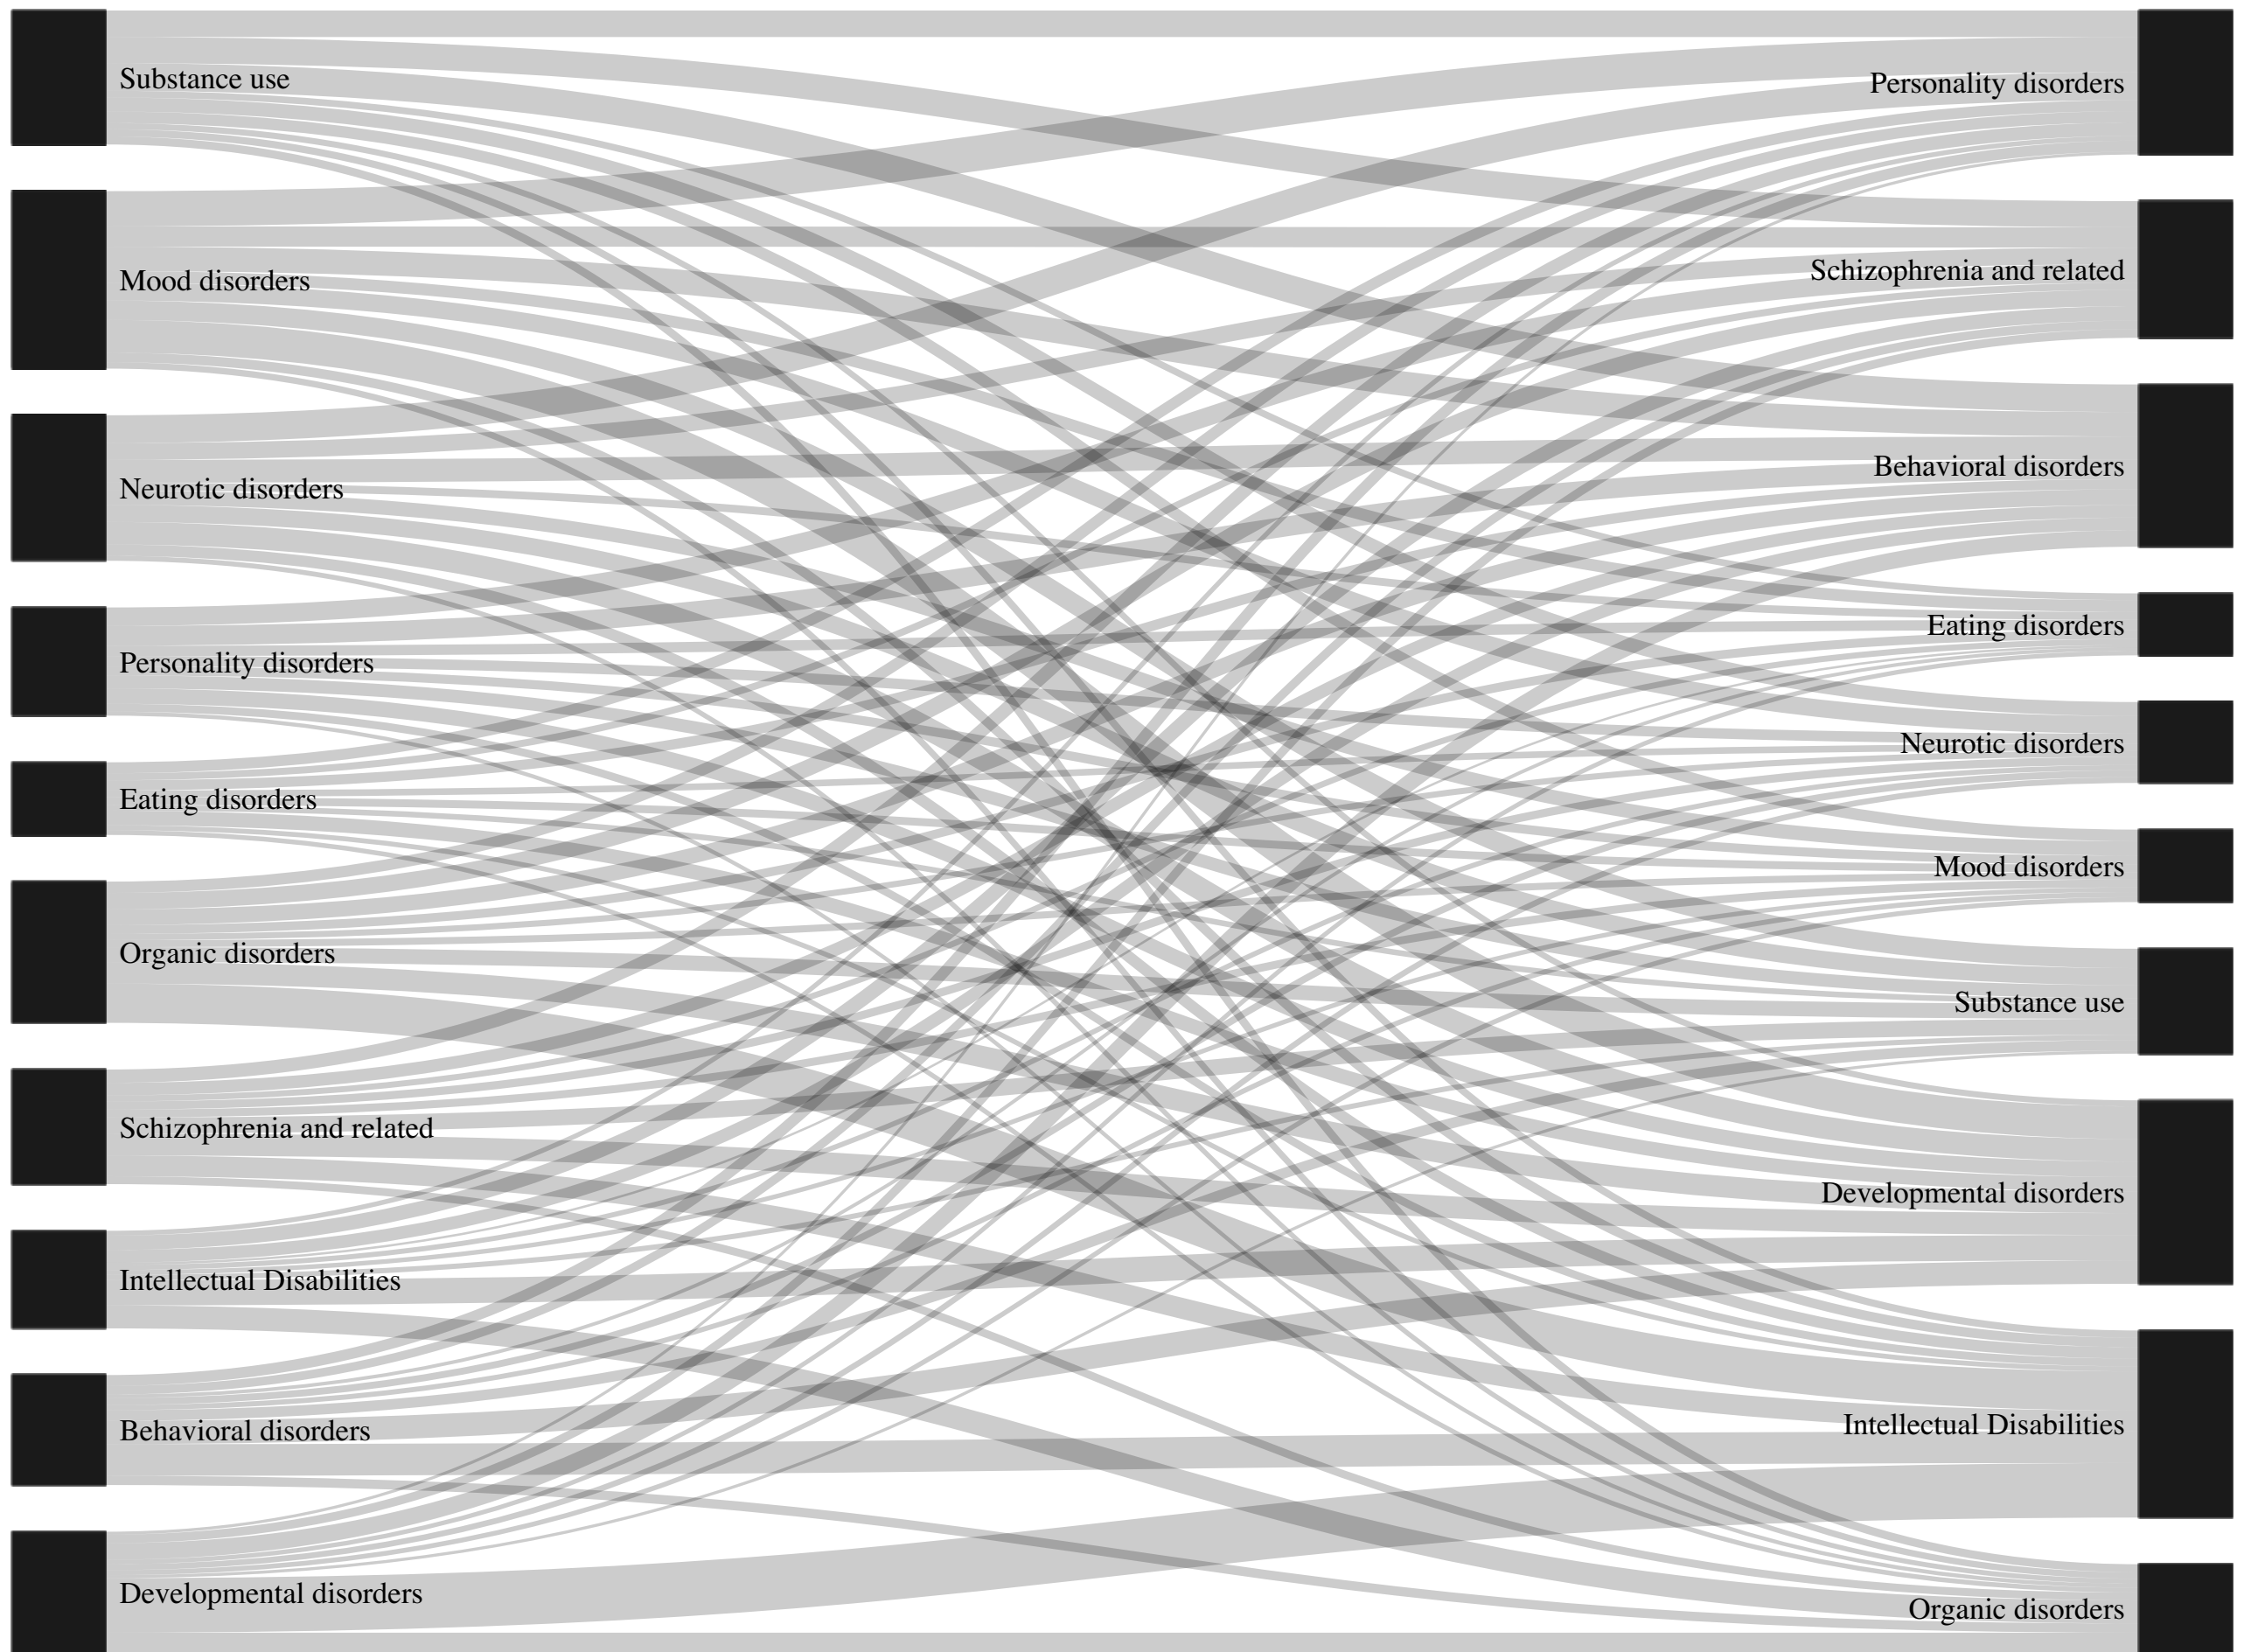 Substance use
Mood disorders
Neurotic disorders
Personality disorders
Eating disorders
Organic disorders
Schizophrenia and related
Intellectual Disabilities
Behavioral disorders
Developmental disorders
Personality disorders
Schizophrenia and related
Behavioral disorders
Eating disorders
Neurotic disorders
Mood disorders
Substance use
Developmental disorders
Intellectual Disabilities
Organic disorders